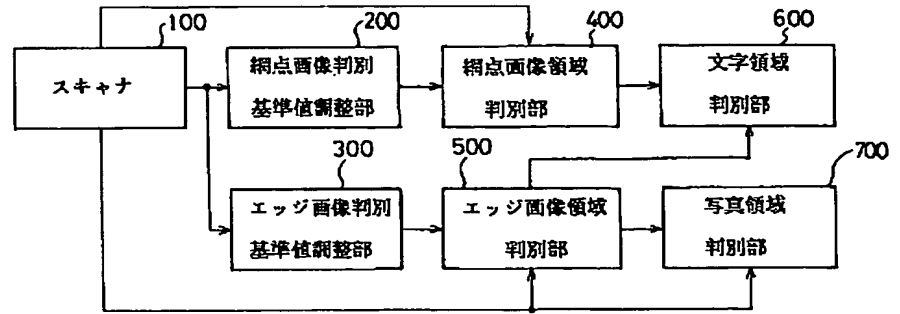 100
スキャナ
200
網点画像判別
基準値調整部
400
網点画像領域
判別部
600
文字領域
判別部
300
エッジ画像判別
基準値調整部
500
エッジ画像領域
判別部
700
写真領域
判別部